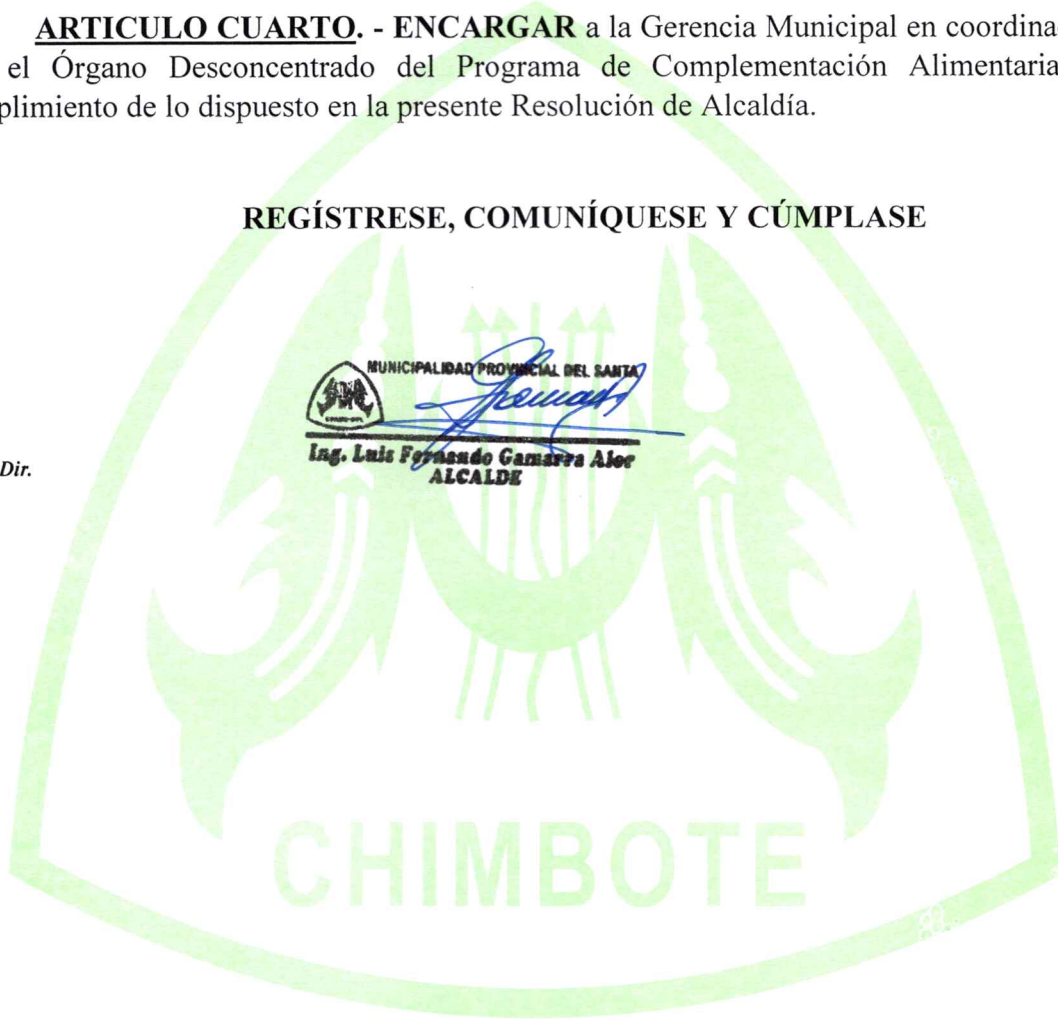 ARTICULO CUARTO. - ENCARGAR a la Gerencia Municipal en coordina
el Órgano Desconcentrado del Programa de Complementación Alimentaria
plimiento de lo dispuesto en la presente Resolución de Alcaldía.
REGÍSTRESE, COMUNÍQUESE Y CÚMPLASE
MUNICIPALIDAD PROVINCIAL DEL SANTA
Ing. Luis Fernando Gamarra Alor
ALCALDE
Dir.
CHIMBOTE